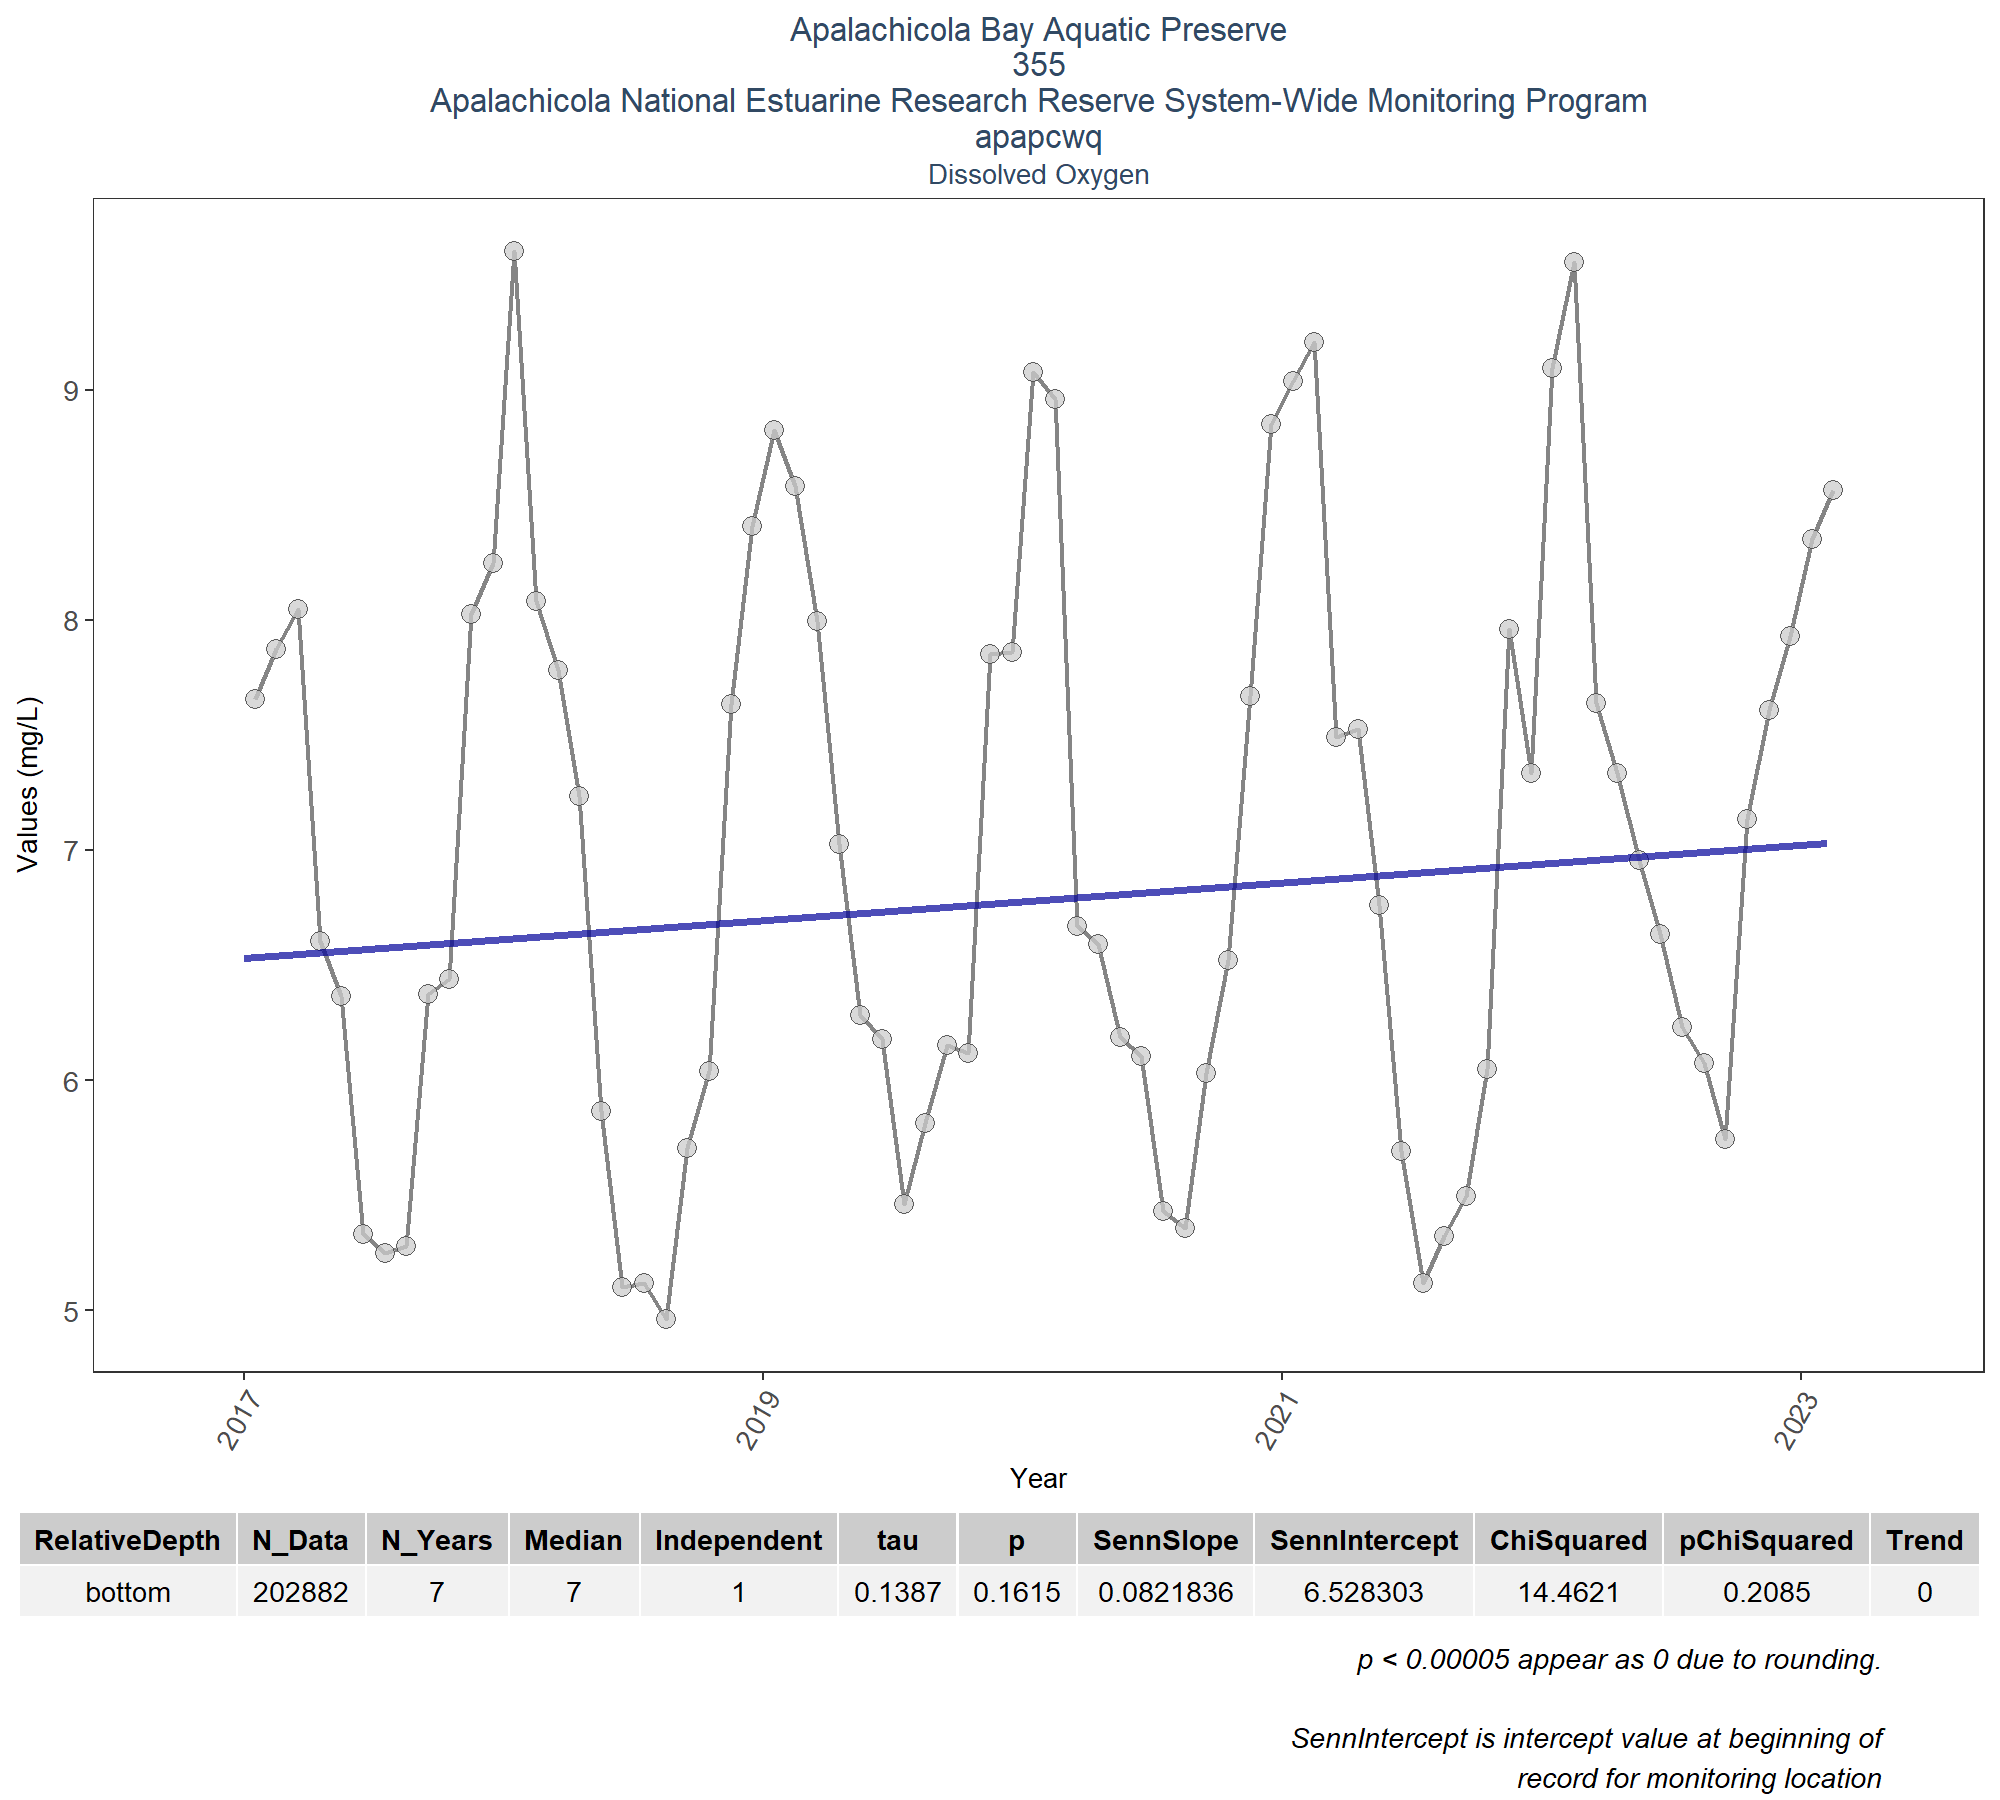 Apalachicola Bay Aquatic Preserve
355
Apalachicola National Estuarine Research Reserve System-Wide Monitoring Program
apapcwq
Dissolved Oxygen
Values (mg/L)
9
8
7
6
5
2017 2019 2021 2023
Year
RelativeDepth N_Data N_Years Median Independent tau p SennSlope SennIntercept ChiSquared pChiSquared Trend
bottom 202882 7 7 1 0.1387 0.1615 0.0821836 6.528303 14.4621 0.2085 0
p < 0.00005 appear as 0 due to rounding.
SennIntercept is intercept value at beginning of
record for monitoring location